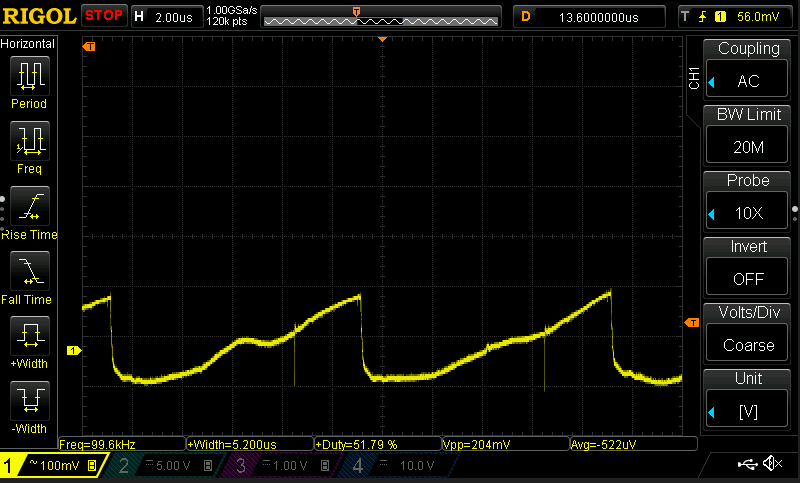 RIGOL STOP H 2.00us 1.00GSa/s D 13.6000000us T 1 56.0mV
120k pts
T
Horizontal
Period
Freq
Rise Time
Fall Time
+Width
-Width
T
1
T
CH1
Coupling
AC
BW Limit
20M
Probe
10X
Invert
OFF
Volts/Div
Coarse
Unit
[V]
Freq=99.6kHz +Width=5.200us +Duty=51.79 % Vpp=204mV Avg=-522uV
1 ~ 100mV B 2 5.00 V B 3 1.00 V B 4 10.0 V